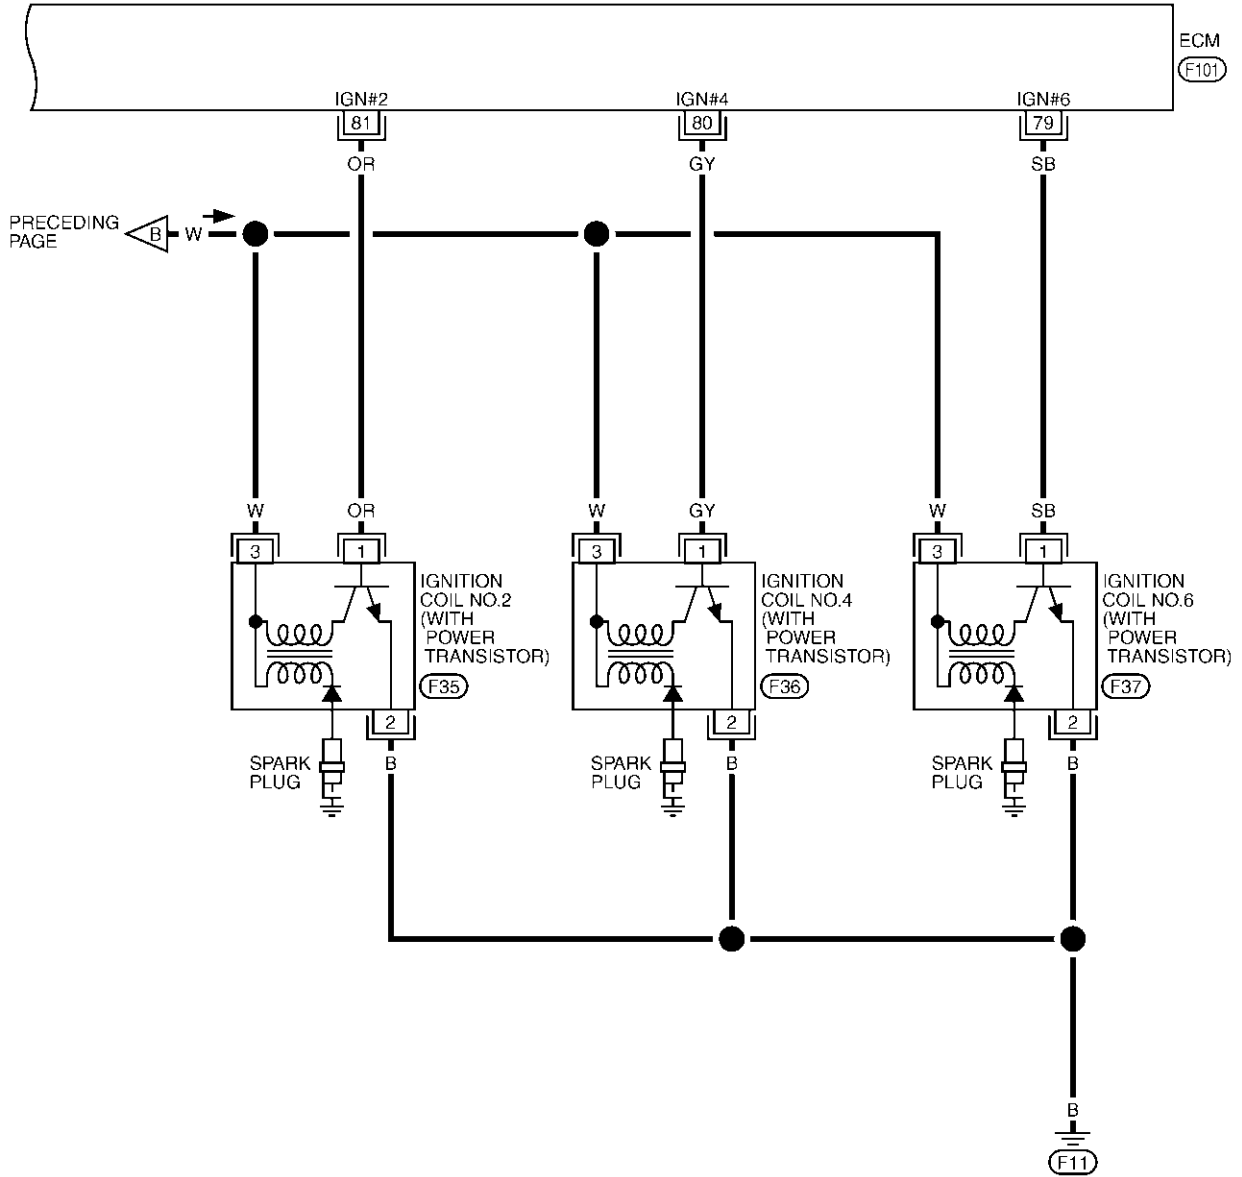 ECM
F101
IGN#2
IGN#4
IGN#6
81
80
79
OR
GY
SB
PRECEDING
PAGE
B
W
W
OR
W
GY
W
SB
3
1
3
1
3
1
IGNITION
COIL NO.2
(WITH
POWER
TRANSISTOR)
F35
IGNITION
COIL NO.4
(WITH
POWER
TRANSISTOR)
F36
IGNITION
COIL NO.6
(WITH
POWER
TRANSISTOR)
F37
2
2
2
SPARK
PLUG
B
SPARK
PLUG
B
SPARK
PLUG
B
B
F11